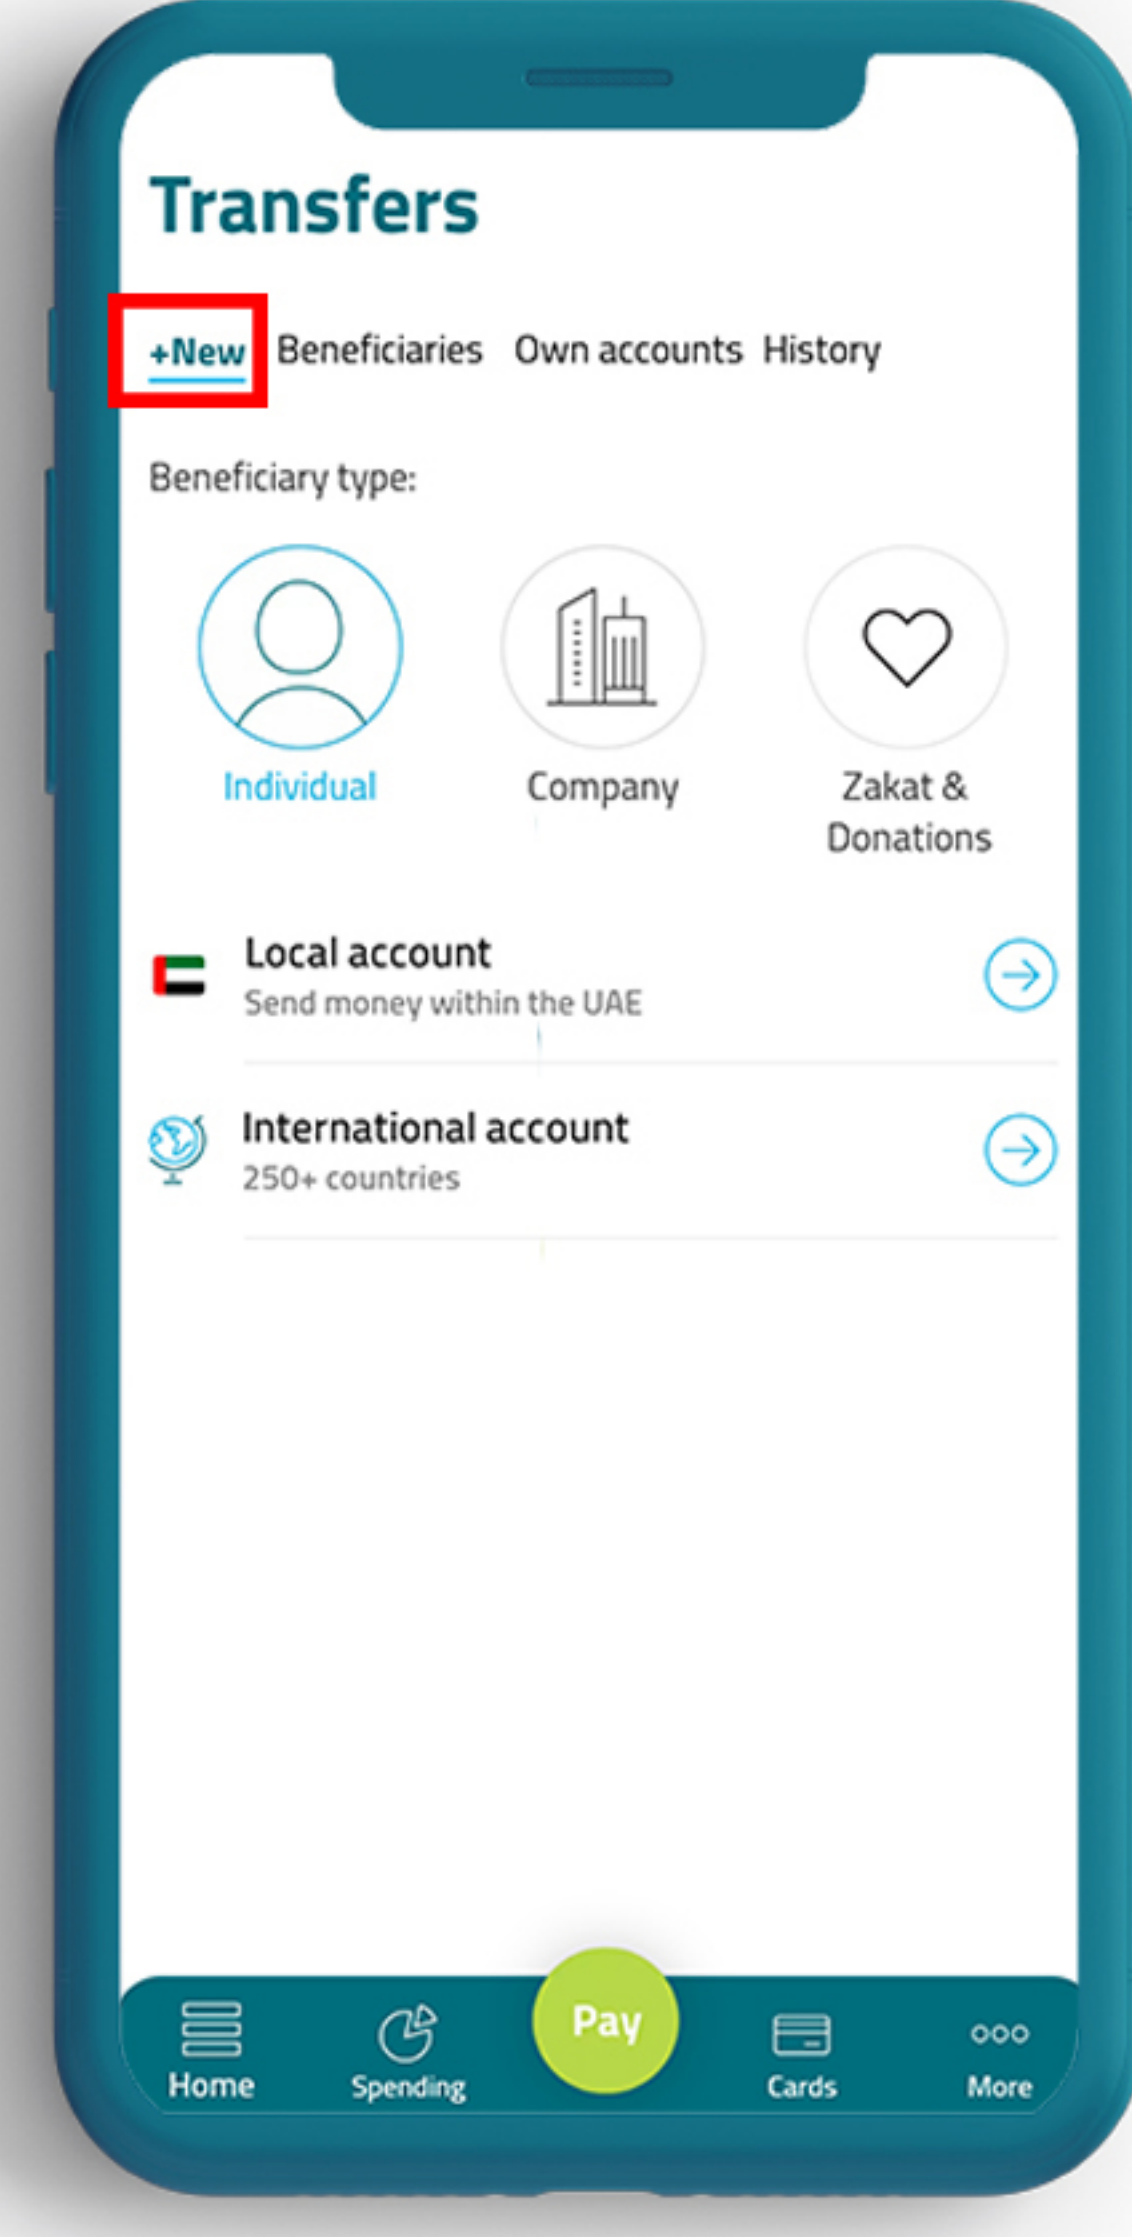 Transfers
+New Beneficiaries Own accounts History
Beneficiary type:
Individual Company Zakat &
Donations
Local account
Send money within the UAE
International account
250+ countries
Pay
Home Spending Cards More